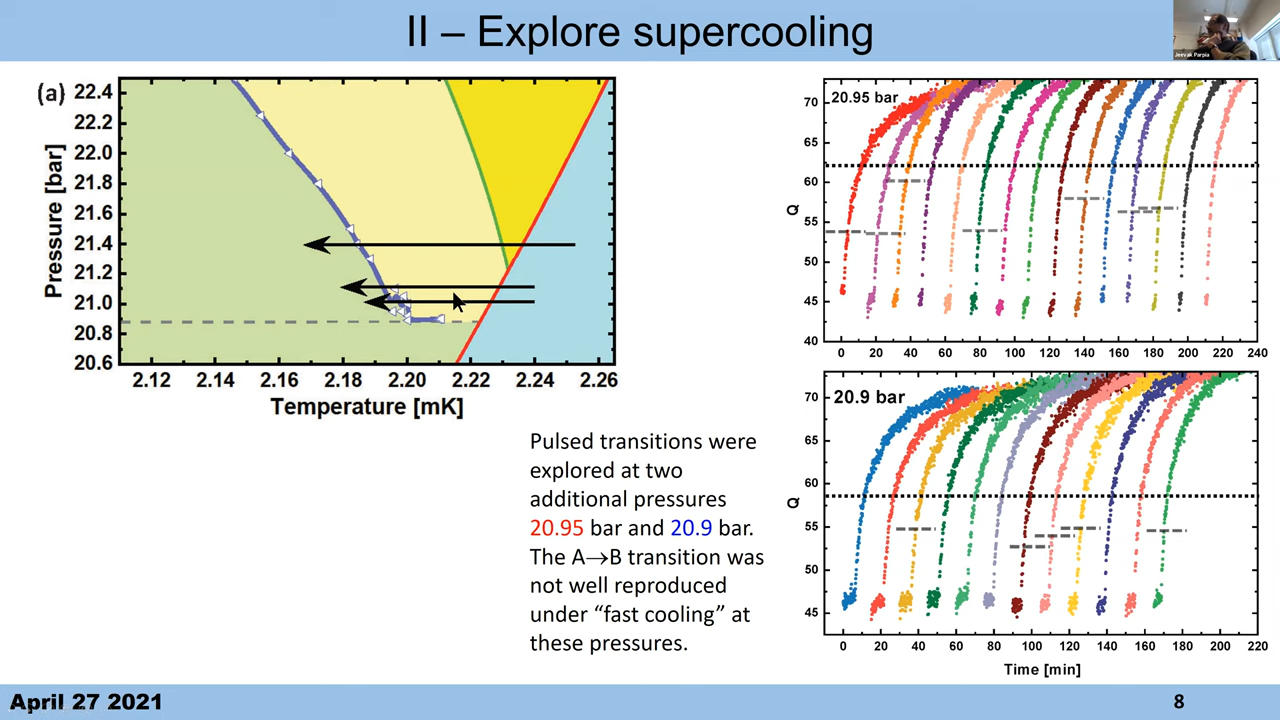 II – Explore supercooling
Jeevak Parpia
(a)
22.4
22.2
22.0
21.8
21.6
21.4
21.2
21.0
20.8
20.6
Pressure [bar]
2.12 2.14 2.16 2.18 2.20 2.22 2.24 2.26
Temperature [mK]
Pulsed transitions were
explored at two
additional pressures
20.95 bar and 20.9 bar.
The A→B transition was
not well reproduced
under “fast cooling” at
these pressures.
20.95 bar
70
65
60
55
50
45
40
Q
0 20 40 60 80 100 120 140 160 180 200 220 240
20.9 bar
70
65
60
55
50
45
Q
0 20 40 60 80 100 120 140 160 180 200 220
Time [min]
April 27 2021
8